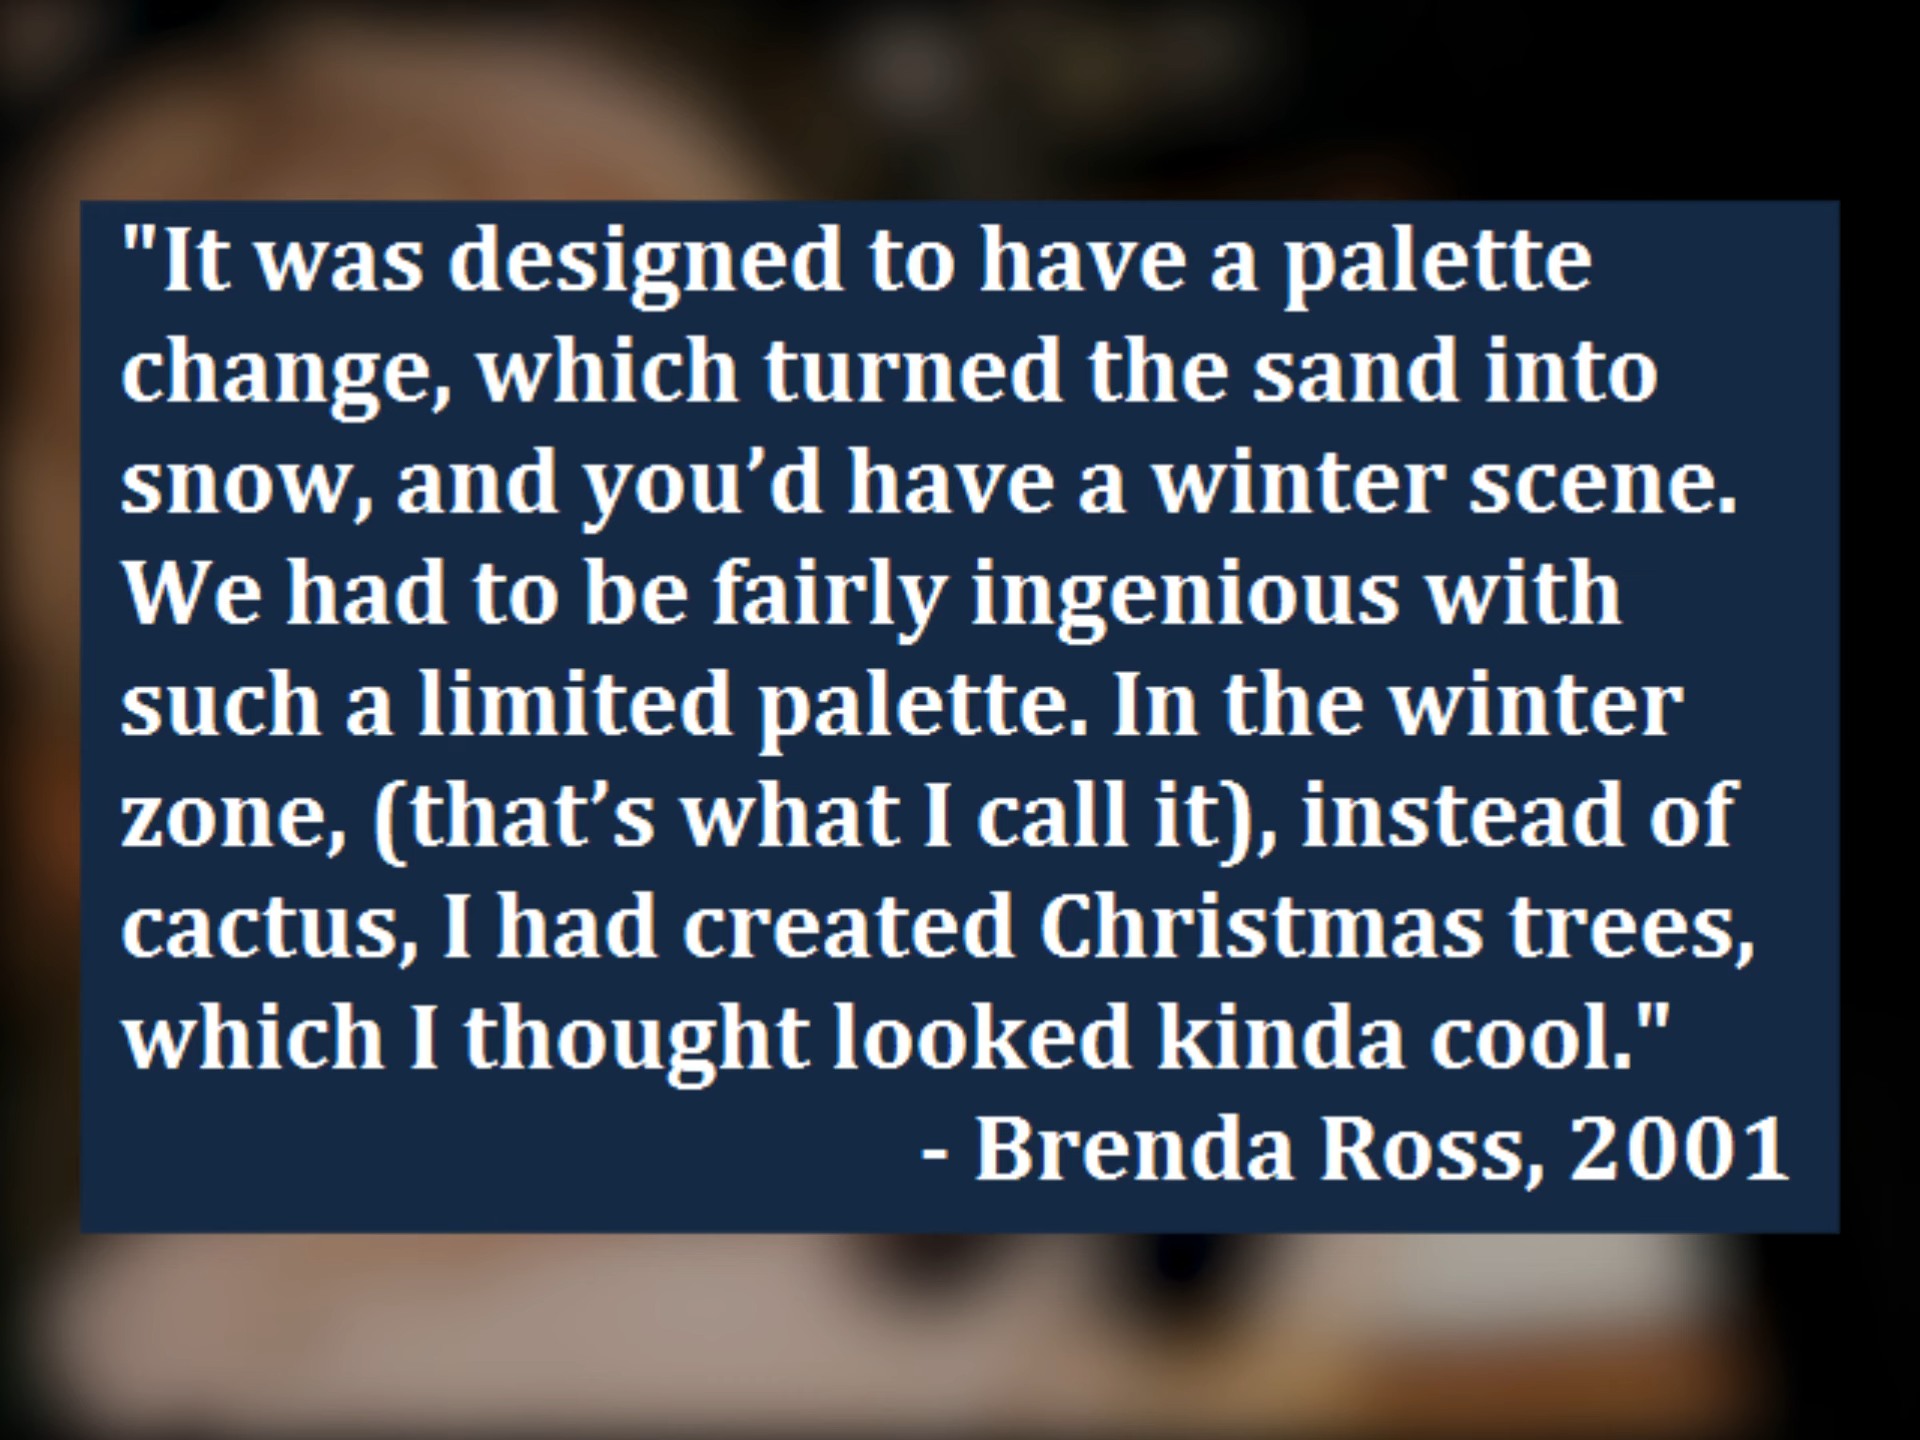 "It was designed to have a palette
change, which turned the sand into
snow, and you’d have a winter scene.
We had to be fairly ingenious with
such a limited palette. In the winter
zone, (that’s what I call it), instead of
cactus, I had created Christmas trees,
which I thought looked kinda cool."
- Brenda Ross, 2001